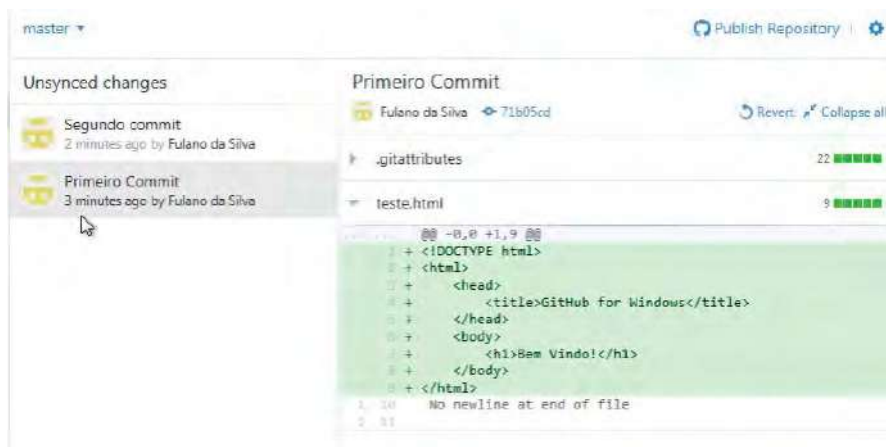 master
Publish Repository
Unsynced changes
Segundo commit
2 minutes ago by Fulano da Silva
Primeiro Commit
3 minutes ago by Fulano da Silva
Primeiro Commit
Fulano da Silva 71b05cd
Revert Collapse all
.gitattributes 22
teste.html 9
@@ -0,0 +1,9 @@
+ <!DOCTYPE html>
+ <html>
+ <head>
+ <title>GitHub for Windows</title>
+ </head>
+ <body>
+ <h1>Bem Vindo!</h1>
+ </body>
+ </html>
No newline at end of file